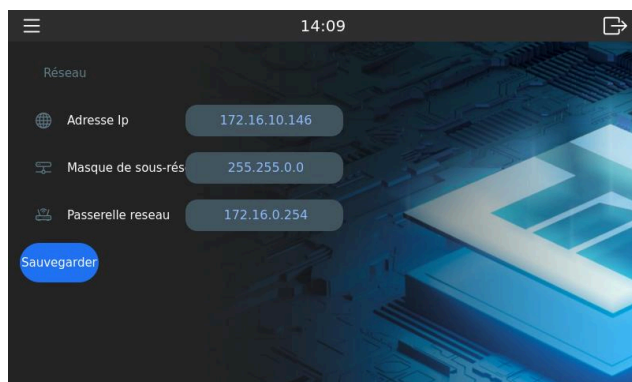 14:09
Réseau
Adresse Ip 172.16.10.146
Masque de sous-rés 255.255.0.0
Passerelle reseau 172.16.0.254
Sauvegarder